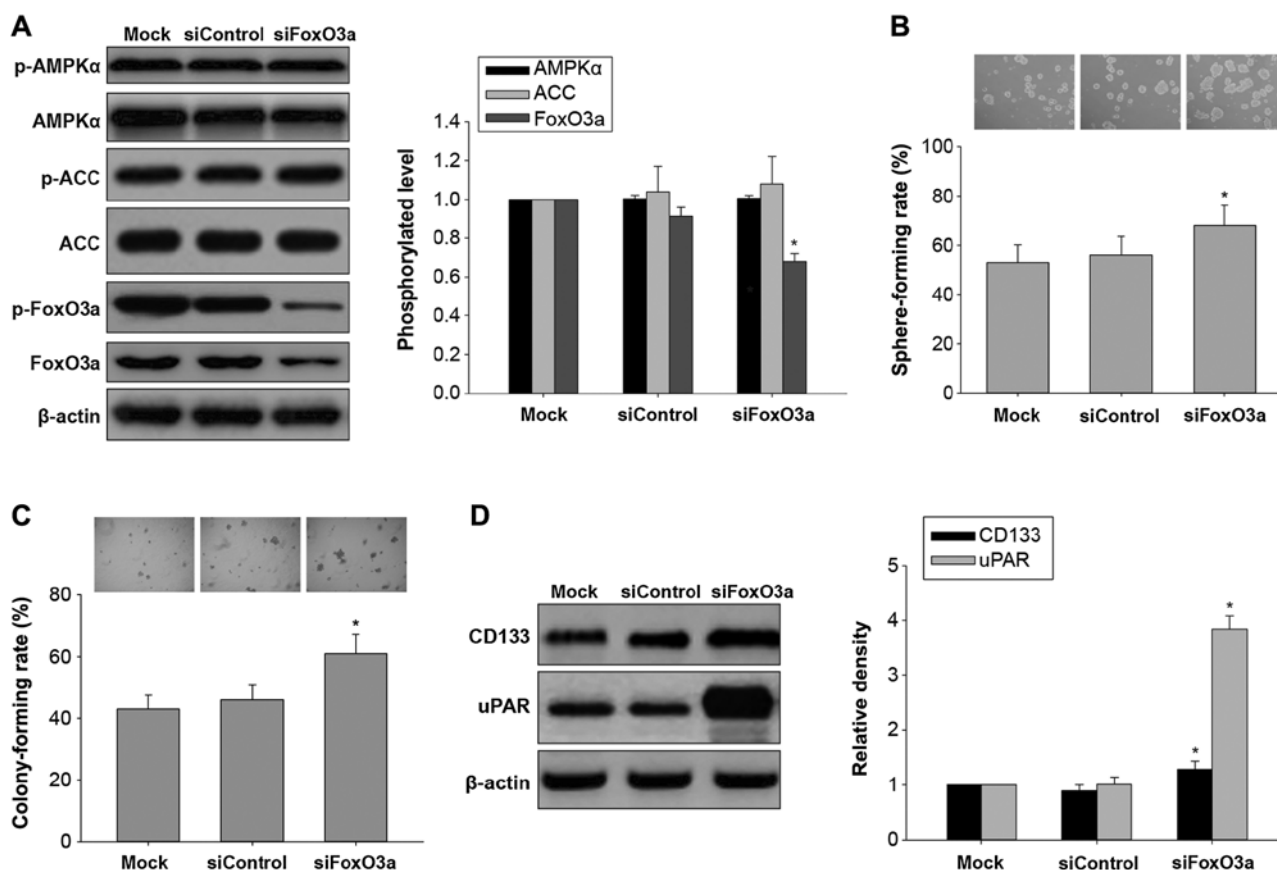 A
Mock siControl siFoxO3a
p-AMPKα
AMPKα
p-ACC
ACC
p-FoxO3a
FoxO3a
β-actin
AMPKα
ACC
FoxO3a
Phosphorylated level
1.4
1.2
1.0
0.8
0.6
0.4
0.2
0.0
*
Mock siControl siFoxO3a
B
Sphere-forming rate (%)
100
80
60
40
20
0
*
Mock siControl siFoxO3a
C
Colony-forming rate (%)
80
60
40
20
0
*
Mock siControl siFoxO3a
D
Mock siControl siFoxO3a
CD133
uPAR
β-actin
CD133
uPAR
Relative density
5
4
3
2
1
0
*
*
Mock siControl siFoxO3a